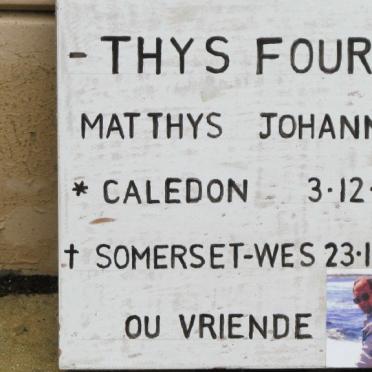 - THYS FOUR
MATTHYS JOHANN
* CALEDON 3·12·
† SOMERSET-WES 23·1
OU VRIENDE